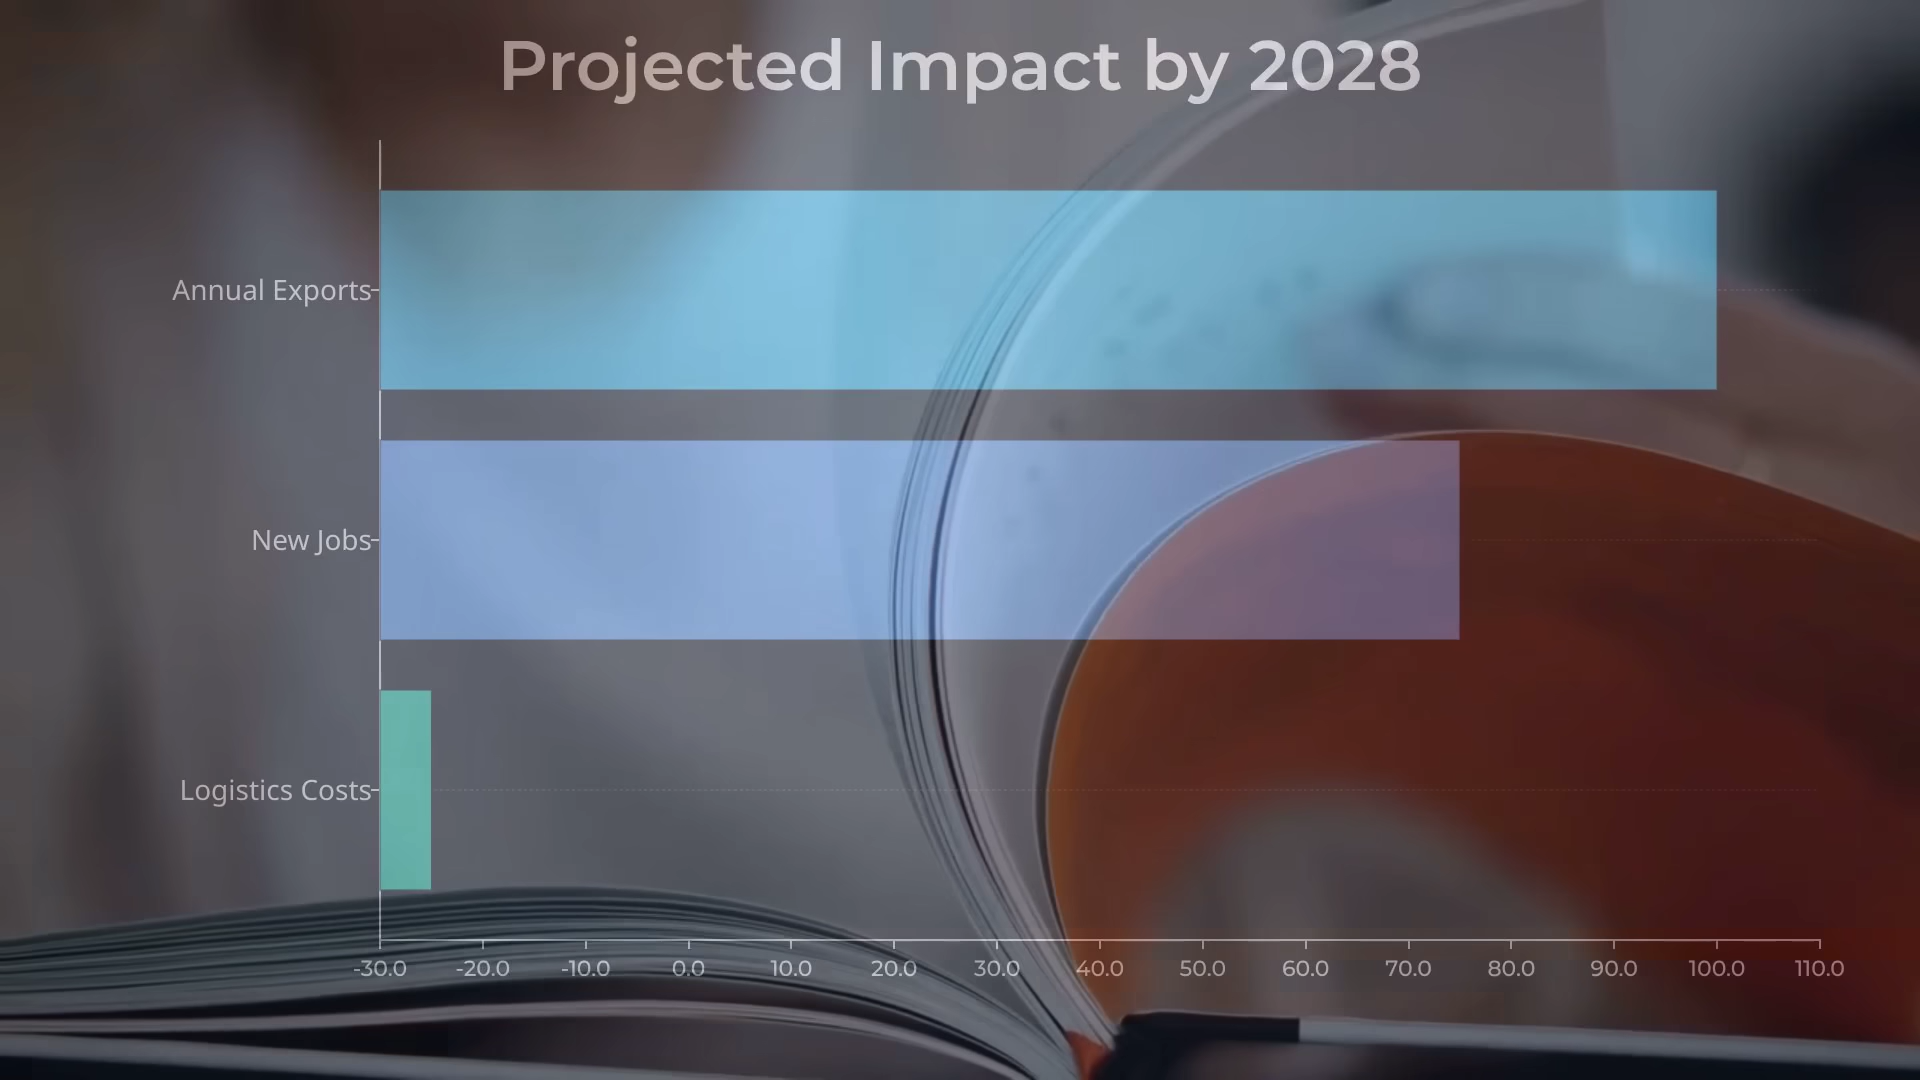 Projected Impact by 2028
Annual Exports
New Jobs
Logistics Costs
-30.0 -20.0 -10.0 0.0 10.0 20.0 30.0 40.0 50.0 60.0 70.0 80.0 90.0 100.0 110.0